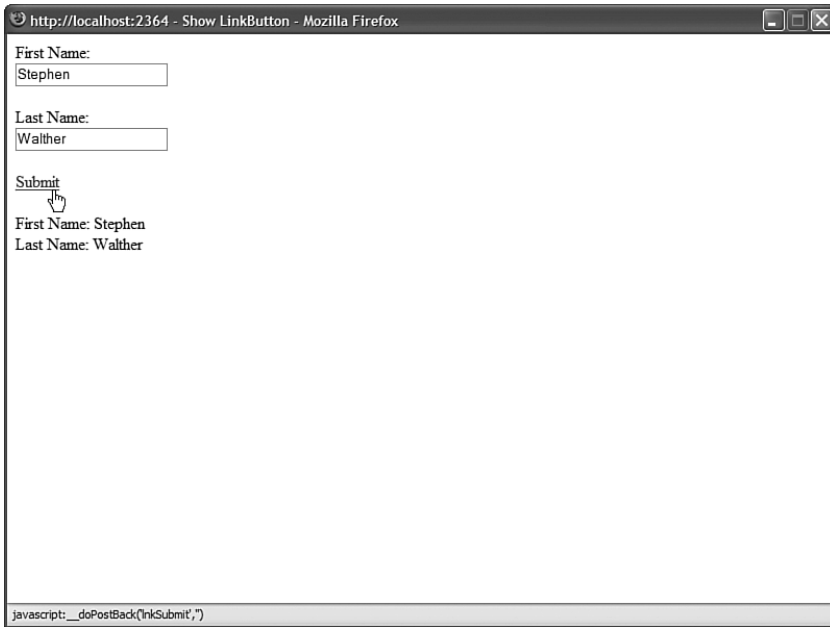 http://localhost:2364 - Show LinkButton - Mozilla Firefox
First Name:
Stephen
Last Name:
Walther
Submit
First Name: Stephen
Last Name: Walther
javascript:__doPostBack('lnkSubmit','')